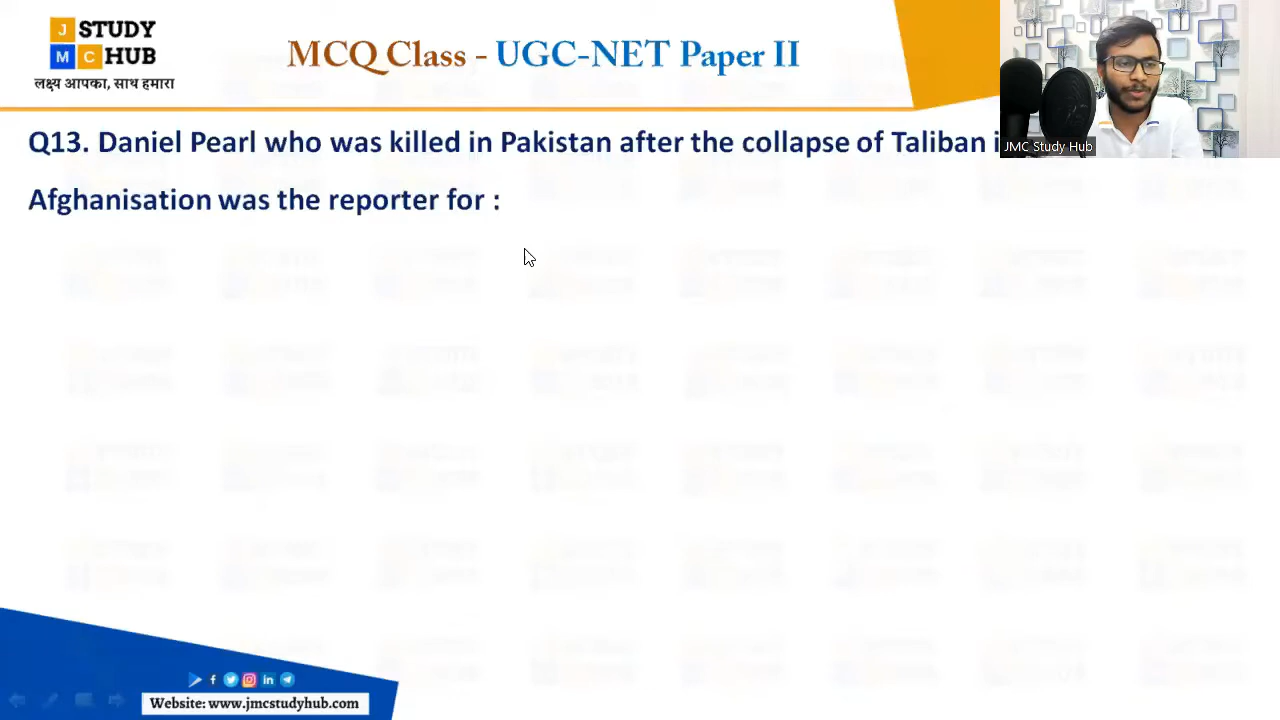 J STUDY
MC HUB
लक्ष्य आपका, साथ हमारा
MCQ Class - UGC-NET Paper II
JMC Study Hub
Q13. Daniel Pearl who was killed in Pakistan after the collapse of Taliban i
Afghanisation was the reporter for :
Website: www.jmcstudyhub.com